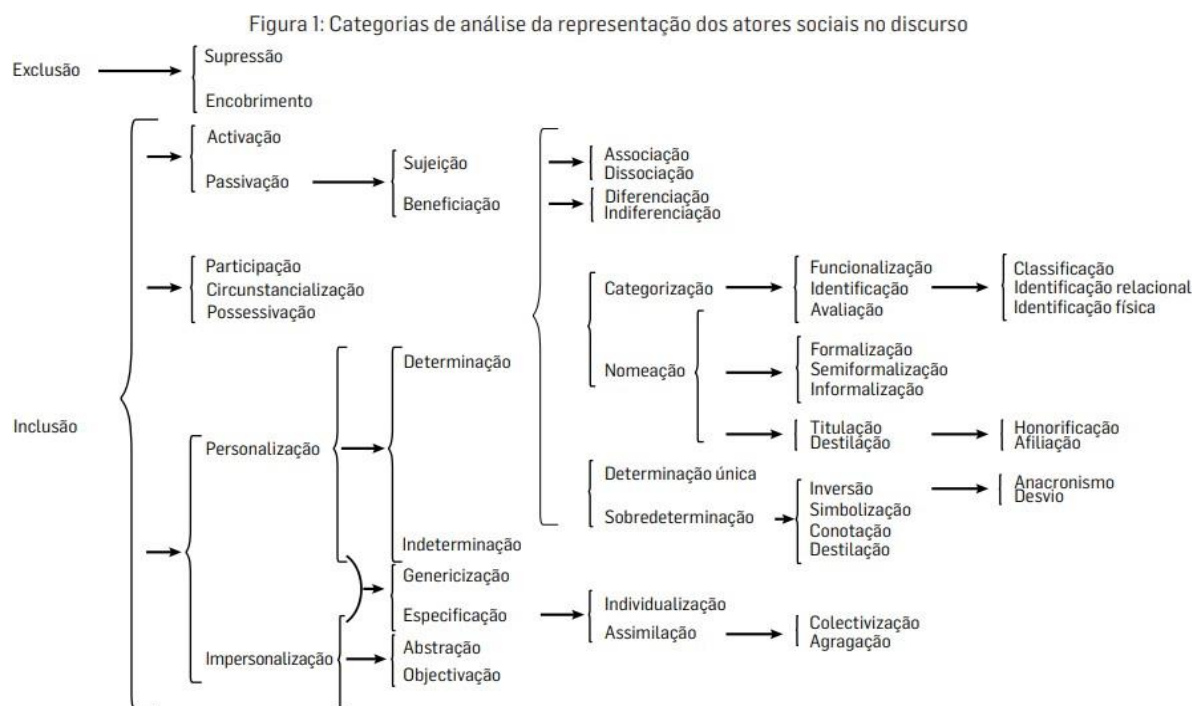 Figura 1: Categorias de análise da representação dos atores sociais no discurso
Exclusão
Supressão
Encobrimento
Inclusão
Activação
Passivação
Sujeição
Beneficiação
Participação
Circunstancialização
Possessivação
Personalização
Impersonalização
Determinação
Indeterminação
Genericização
Especificação
Abstração
Objectivação
Associação
Dissociação
Diferenciação
Indiferenciação
Categorização
Nomeação
Funcionalização
Identificação
Avaliação
Classificação
Identificação relacional
Identificação física
Formalização
Semiformalização
Informalização
Titulação
Destilação
Honorificação
Afiliação
Determinação única
Sobredeterminação
Inversão
Simbolização
Conotação
Destilação
Anacronismo
Desvio
Individualização
Assimilação
Colectivização
Agragação